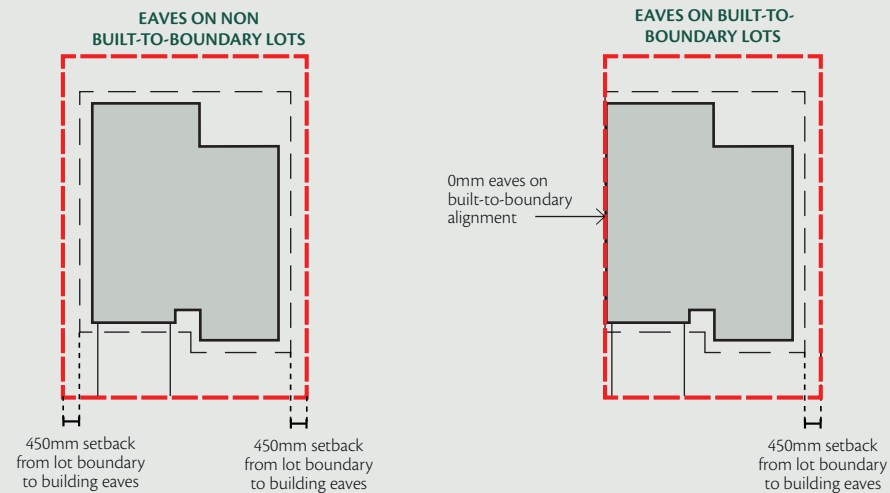 EAVES ON NON
BUILT-TO-BOUNDARY LOTS
450mm setback
from lot boundary
to building eaves
450mm setback
from lot boundary
to building eaves
EAVES ON BUILT-TO-
BOUNDARY LOTS
0mm eaves on
built-to-boundary
alignment
450mm setback
from lot boundary
to building eaves